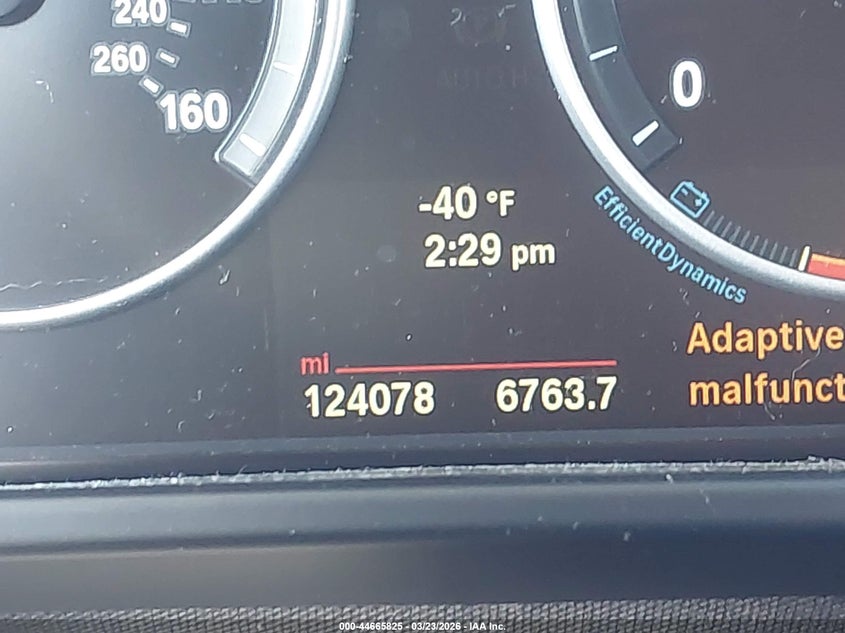 240
260
160
0
-40 °F
2:29 pm
EfficientDynamics
mi
124078 6763.7
Adaptive
malfunct
000-44665825 - 03/23/2026 - IAA Inc.